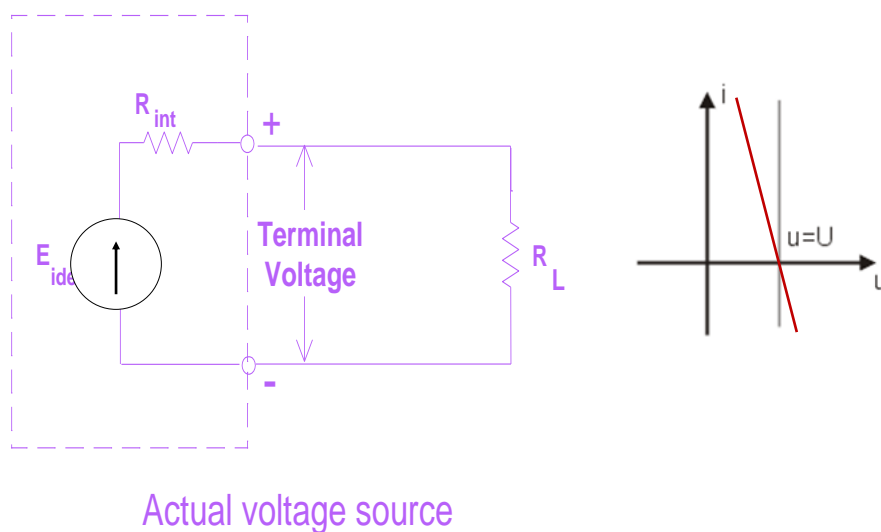 R int
+
Terminal
Voltage
E ide
R L
-
Actual voltage source
i
u=U
u